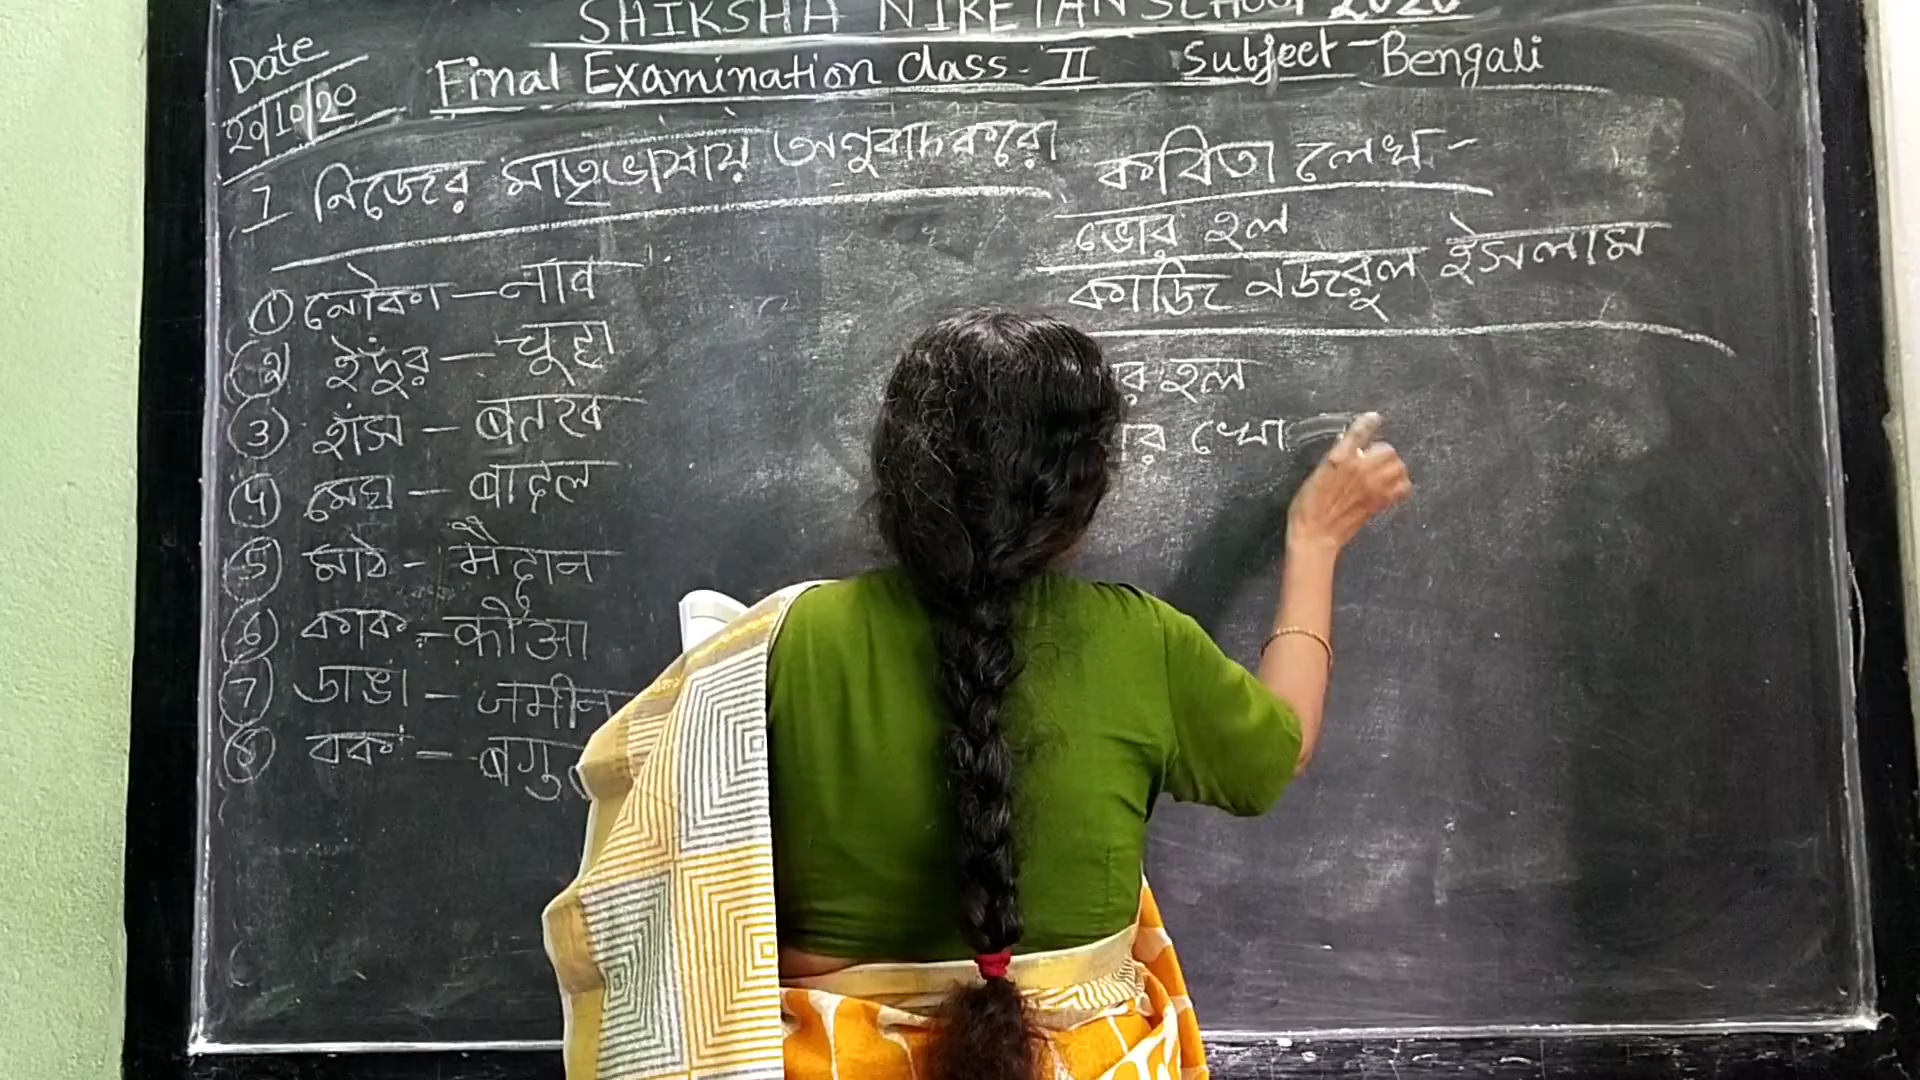 SHIKSHA NIKETAN SCHOOL 2020
Date
20/10/20
Final Examination Class - II Subject - Bengali
1 নিজের মাতৃভাষায় অনুবাদ করো
① নৌকা — नाव
② ইঁদুর — चूहा
③ হাঁস — बतख
④ মেঘ — बादल
⑤ মাঠ - मैदान
⑥ কাক - कौआ
⑦ ডাঙা - जमीन
⑧ বক — बगु
কবিতা লেখ -
ভোর হল
কাজি নজরুল ইসলাম
র হল
র খো